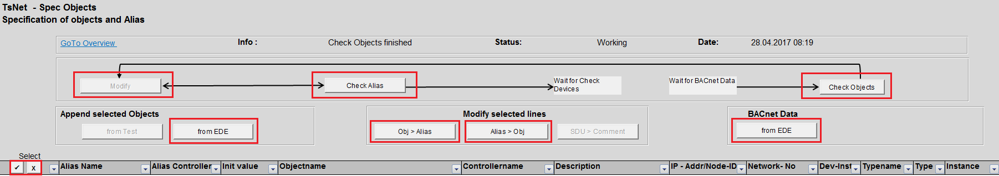 TsNet - Spec Objects
Specification of objects and Alias
GoTo Overview Info : Check Objects finished Status: Working Date: 28.04.2017 08:19
Modify Check Alias Wait for Check Wait for BACnet Data Check Objects
Devices
Append selected Objects Modify selected lines BACnet Data
from Test from EDE Obj > Alias Alias > Obj SDU > Comment from EDE
Select
✓ x Alias Name Alias Controller Init value Objectname Controllername Description IP - Addr/Node-ID Network- No Dev-Inst Typename Type Instance